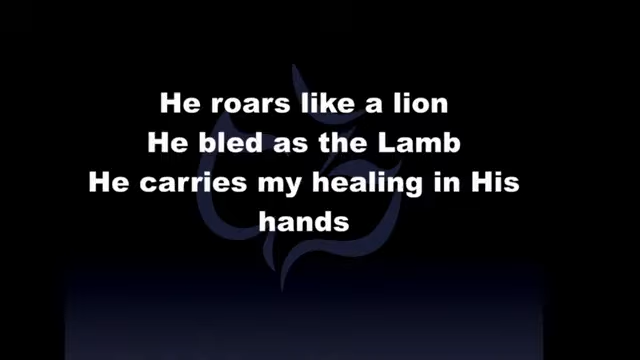 He roars like a lion
He bled as the Lamb
He carries my healing in His
hands